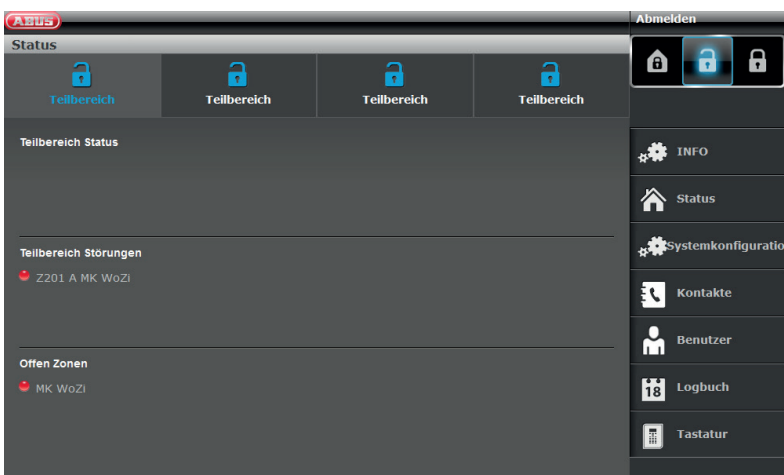 ABUS
Abmelden
Status
Teilbereich
Teilbereich
Teilbereich
Teilbereich
Teilbereich Status
Teilbereich Störungen
Z201 A MK WoZi
Offen Zonen
MK WoZi
INFO
Status
Systemkonfiguratio
Kontakte
Benutzer
18
Logbuch
Tastatur